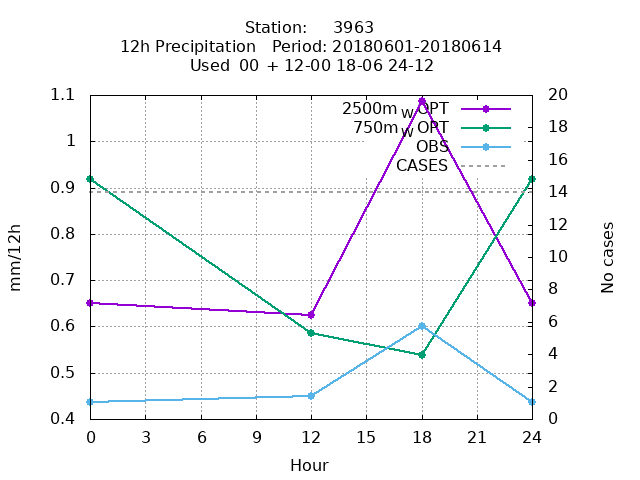 Station: 3963
12h Precipitation Period: 20180601-20180614
Used 00 + 12-00 18-06 24-12
2500m w OPT
750m w OPT
OBS
CASES
1.1
1
0.9
0.8
0.7
0.6
0.5
0.4
mm/12h
20
18
16
14
12
10
8
6
4
2
0
No cases
0 3 6 9 12 15 18 21 24
Hour